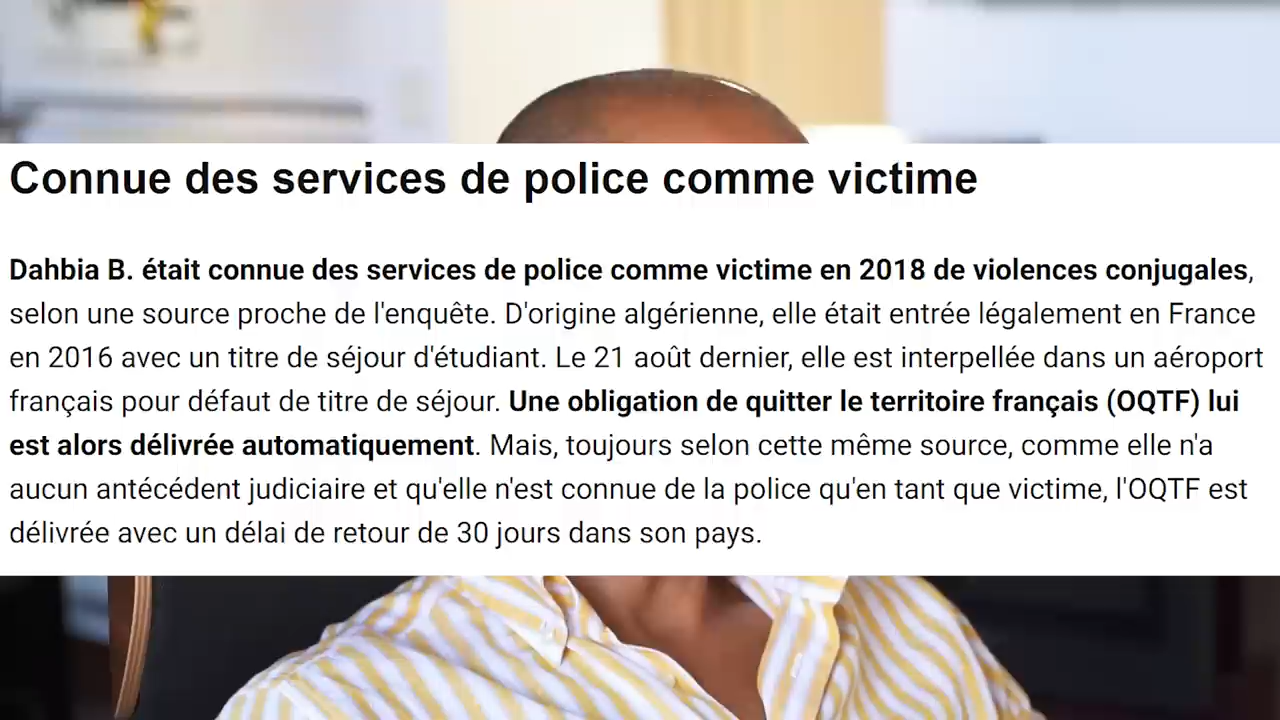 Connue des services de police comme victime
Dahbia B. était connue des services de police comme victime en 2018 de violences conjugales,
selon une source proche de l'enquête. D'origine algérienne, elle était entrée légalement en France
en 2016 avec un titre de séjour d'étudiant. Le 21 août dernier, elle est interpellée dans un aéroport
français pour défaut de titre de séjour. Une obligation de quitter le territoire français (OQTF) lui
est alors délivrée automatiquement. Mais, toujours selon cette même source, comme elle n'a
aucun antécédent judiciaire et qu'elle n'est connue de la police qu'en tant que victime, l'OQTF est
délivrée avec un délai de retour de 30 jours dans son pays.